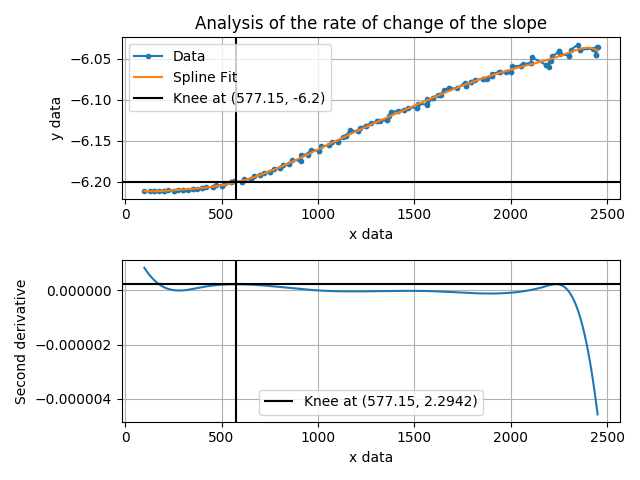 Analysis of the rate of change of the slope
−6.05
−6.10
−6.15
−6.20
y data
Data
Spline Fit
Knee at (577.15, -6.2)
0 500 1000 1500 2000 2500
x data
0.000000
−0.000002
−0.000004
Second derivative
Knee at (577.15, 2.2942)
0 500 1000 1500 2000 2500
x data